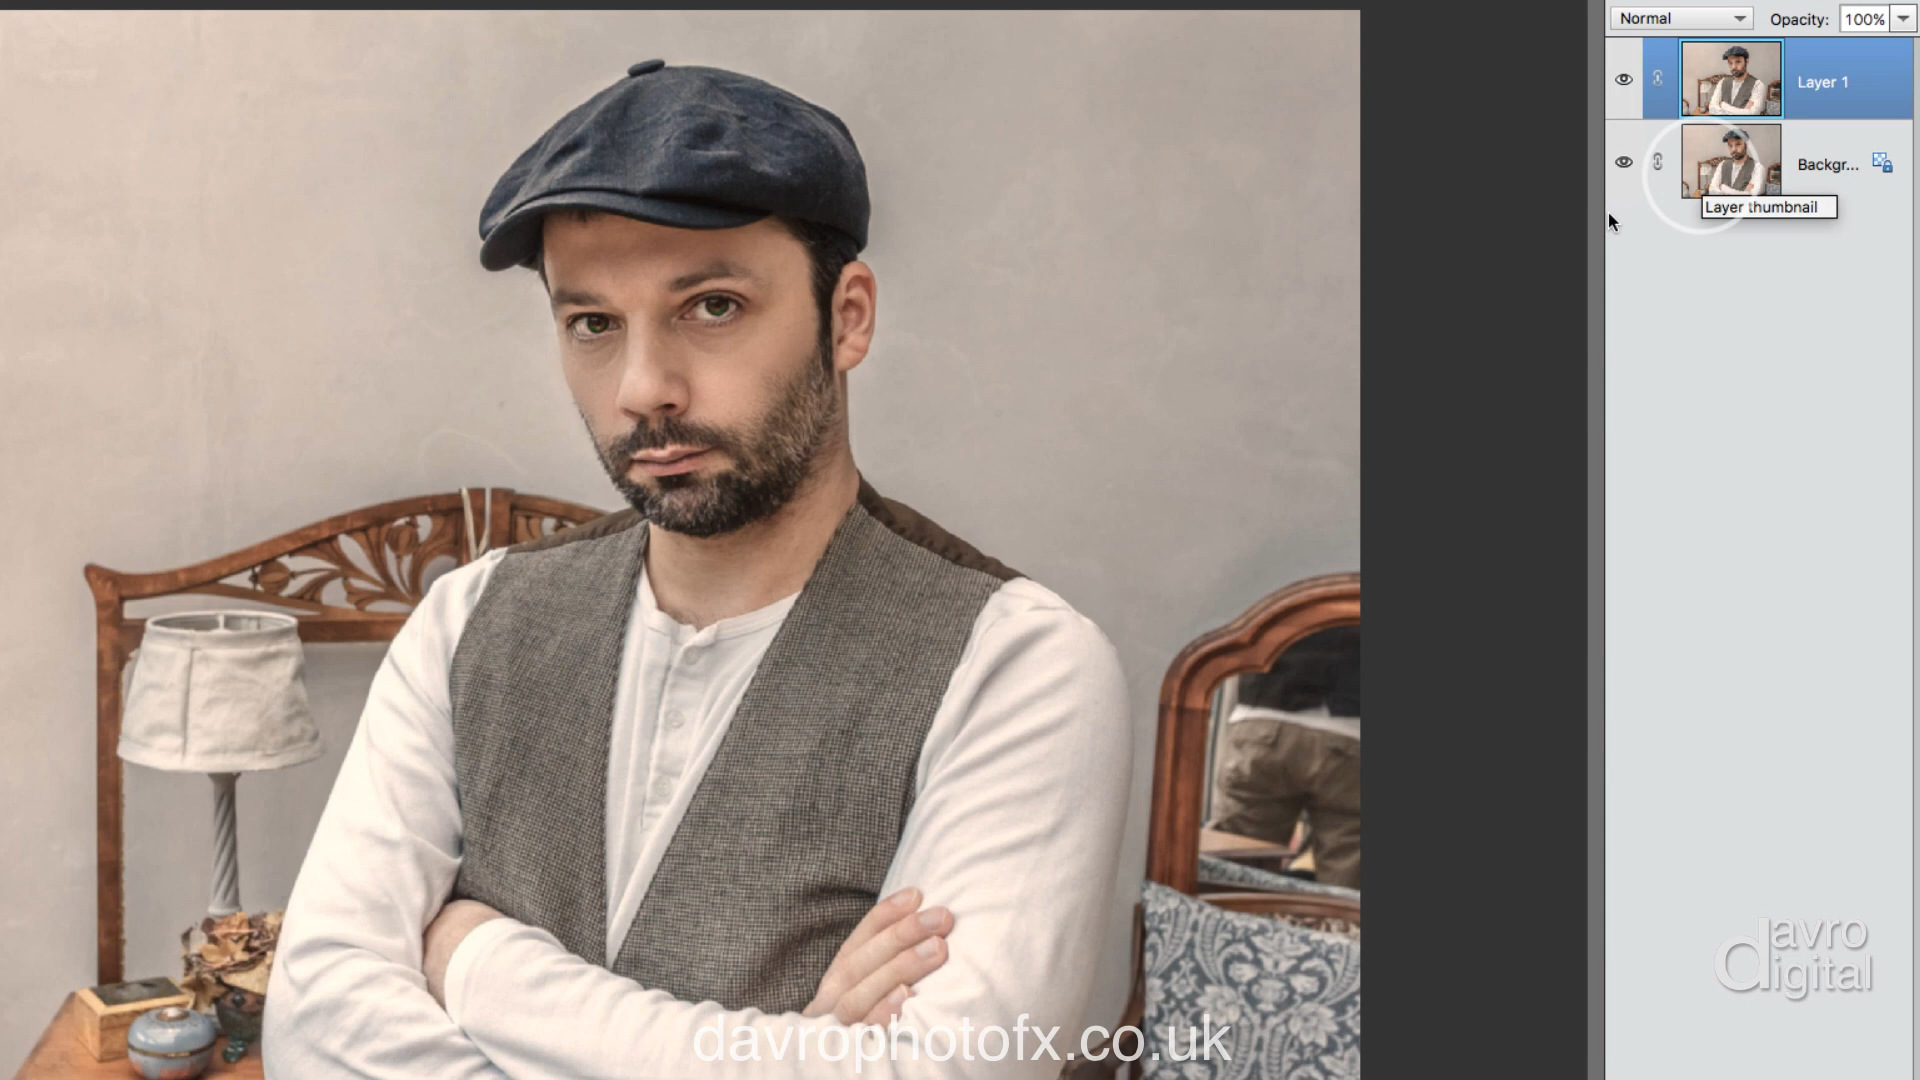 Normal
Opacity: 100%
Layer 1
Backgr...
Layer thumbnail
davro
digital
davrophotofx.co.uk